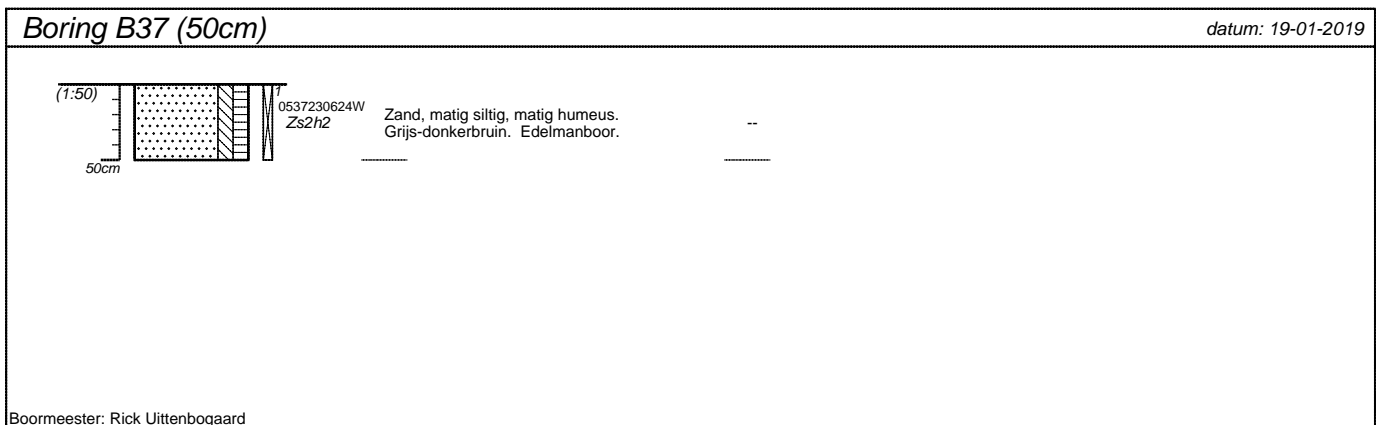 Boring B37 (50cm)
datum: 19-01-2019
(1:50)
1
0537230624W
Zs2h2
Zand, matig siltig, matig humeus.
Grijs-donkerbruin. Edelmanboor.
--
50cm
Boormeester: Rick Uittenbogaard